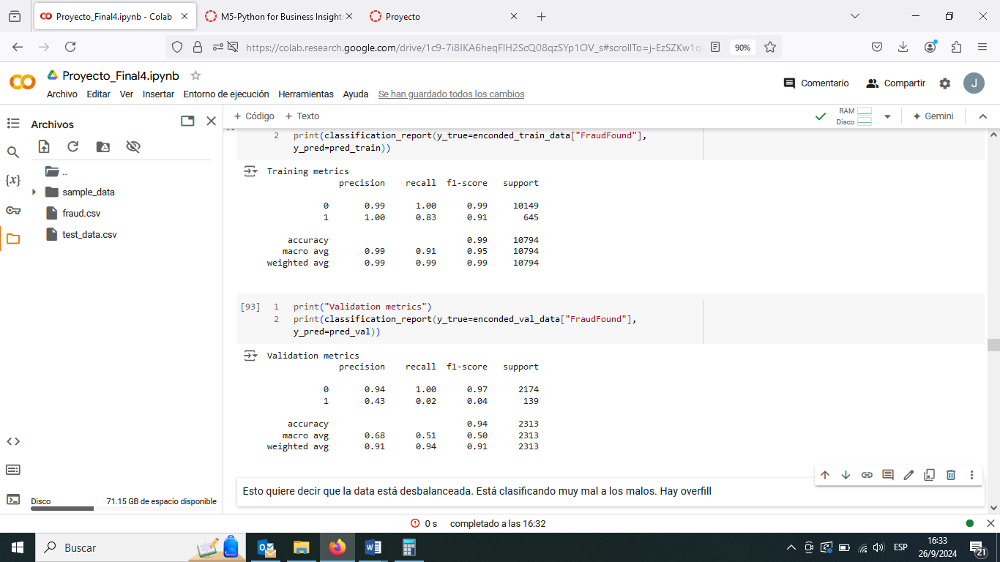 Proyecto_Final4.ipynb - Colab
M5-Python for Business Insight
Proyecto
https://colab.research.google.com/drive/1c9-7i8IKA6heqFIH2ScQ08qzSYp1OV_s#scrollTo=j-EzSZKw1q
90%
Proyecto_Final4.ipynb
Archivo Editar Ver Insertar Entorno de ejecución Herramientas Ayuda Se han guardado todos los cambios
Comentario Compartir J
Archivos
+ Código + Texto
RAM
Disco
Gemini
..
sample_data
fraud.csv
test_data.csv
2 print(classification_report(y_true=enconded_train_data["FraudFound"],
y_pred=pred_train))
Training metrics
precision recall f1-score support
0 0.99 1.00 0.99 10149
1 1.00 0.83 0.91 645
accuracy 0.99 10794
macro avg 0.99 0.91 0.95 10794
weighted avg 0.99 0.99 0.99 10794
[93] 1 print("Validation metrics")
2 print(classification_report(y_true=enconded_val_data["FraudFound"],
y_pred=pred_val))
Validation metrics
precision recall f1-score support
0 0.94 1.00 0.97 2174
1 0.43 0.02 0.04 139
accuracy 0.94 2313
macro avg 0.68 0.51 0.50 2313
weighted avg 0.91 0.94 0.91 2313
Esto quiere decir que la data está desbalanceada. Está clasificando muy mal a los malos. Hay overfill
Disco 71.15 GB de espacio disponible
0 s completado a las 16:32
Buscar
ESP
16:33
26/9/2024
21